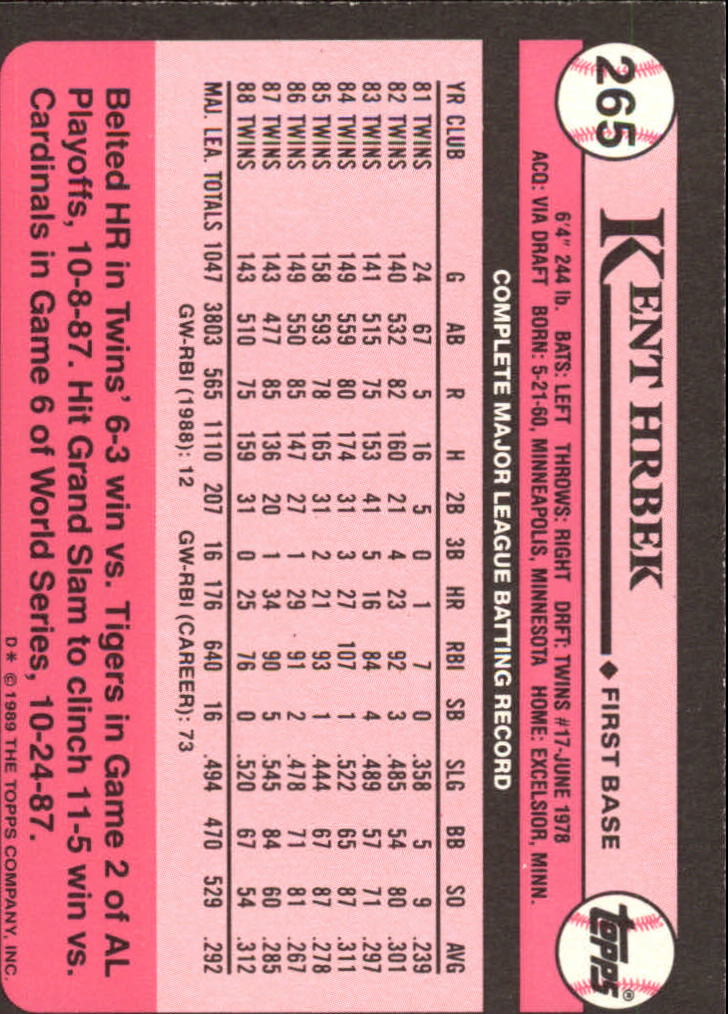 265
KENT HRBEK ◆ FIRST BASE
topps®
6'4" 244 lb. BATS: LEFT THROWS: RIGHT DRFT: TWINS #17-JUNE 1978
ACQ: VIA DRAFT BORN: 5-21-60, MINNEAPOLIS, MINNESOTA HOME: EXCELSIOR, MINN.
COMPLETE MAJOR LEAGUE BATTING RECORD
YR CLUB G AB R H 2B 3B HR RBI SB SLG BB SO AVG
81 TWINS 24 67 5 16 5 0 1 7 0 .358 5 9 .239
82 TWINS 140 532 82 160 21 4 23 92 3 .485 54 80 .301
83 TWINS 141 515 75 153 41 5 16 84 4 .489 57 71 .297
84 TWINS 149 559 80 174 31 3 27 107 1 .522 65 87 .311
85 TWINS 158 593 78 165 31 2 21 93 1 .444 67 87 .278
86 TWINS 149 550 85 147 27 1 29 91 2 .478 71 81 .267
87 TWINS 143 477 85 136 20 1 34 90 5 .545 84 60 .285
88 TWINS 143 510 75 159 31 0 25 76 0 .520 67 54 .312
MAJ. LEA. TOTALS 1047 3803 565 1110 207 16 176 640 16 .494 470 529 .292
GW-RBI (1988): 12 GW-RBI (CAREER): 73
Belted HR in Twins' 6-3 win vs. Tigers in Game 2 of AL
Playoffs, 10-8-87. Hit Grand Slam to clinch 11-5 win vs.
Cardinals in Game 6 of World Series, 10-24-87.
D* © 1989 THE TOPPS COMPANY, INC.